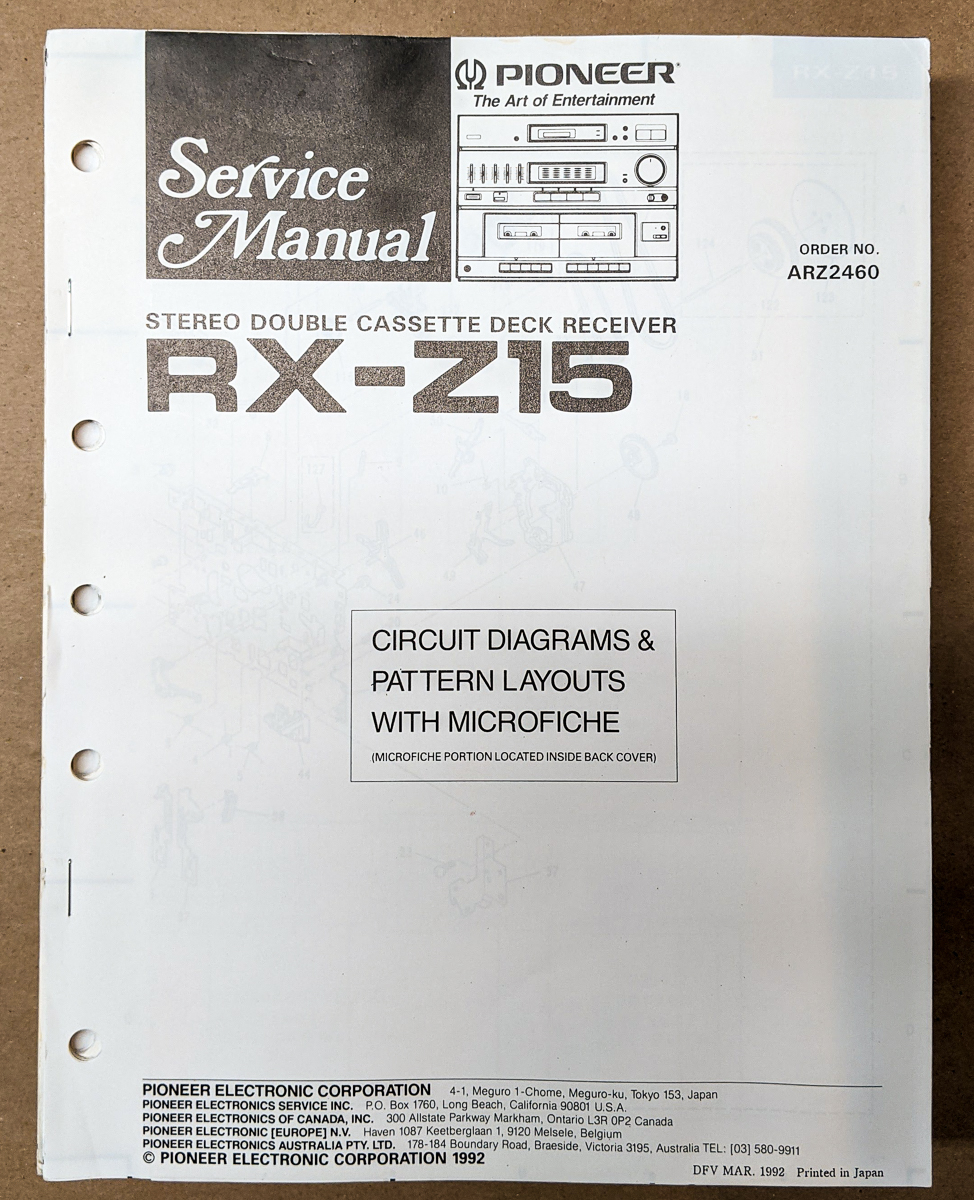 Service
Manual
PIONEER
The Art of Entertainment
ORDER NO.
ARZ2460
STEREO DOUBLE CASSETTE DECK RECEIVER
RX-Z15
CIRCUIT DIAGRAMS &
PATTERN LAYOUTS
WITH MICROFICHE
(MICROFICHE PORTION LOCATED INSIDE BACK COVER)
PIONEER ELECTRONIC CORPORATION 4-1, Meguro 1-Chome, Meguro-ku, Tokyo 153, Japan
PIONEER ELECTRONICS SERVICE INC. P.O. Box 1760, Long Beach, California 90801 U.S.A.
PIONEER ELECTRONICS OF CANADA, INC. 300 Allstate Parkway Markham, Ontario L3R 0P2 Canada
PIONEER ELECTRONIC [EUROPE] N.V. Haven 1087 Keetberglaan 1, 9120 Melsele, Belgium
PIONEER ELECTRONICS AUSTRALIA PTY. LTD. 178-184 Boundary Road, Braeside, Victoria 3195, Australia TEL: [03] 580-9911
© PIONEER ELECTRONIC CORPORATION 1992
DFV MAR. 1992 Printed in Japan